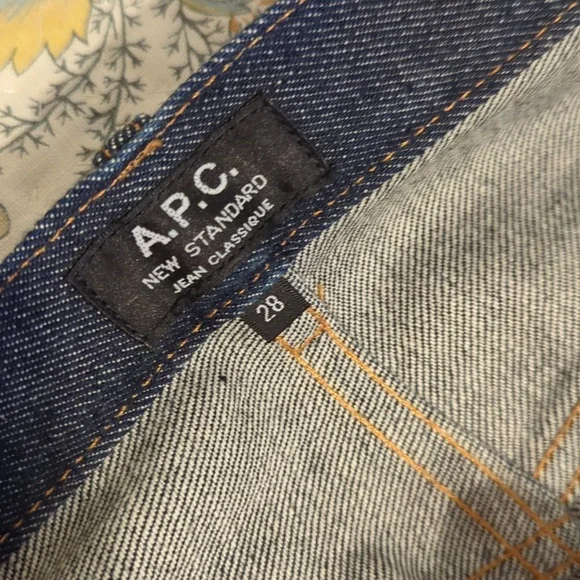 A.P.C.
NEW STANDARD
JEAN CLASSIQUE
28